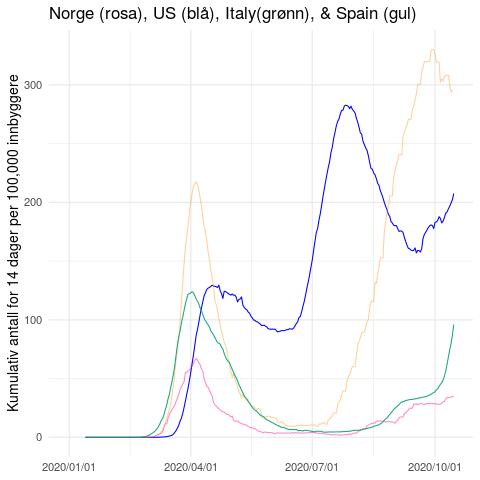 Norge (rosa), US (blå), Italy(grønn), & Spain (gul)
Kumulativ antall for 14 dager per 100,000 innbyggere
300
200
100
0
2020/01/01 2020/04/01 2020/07/01 2020/10/01